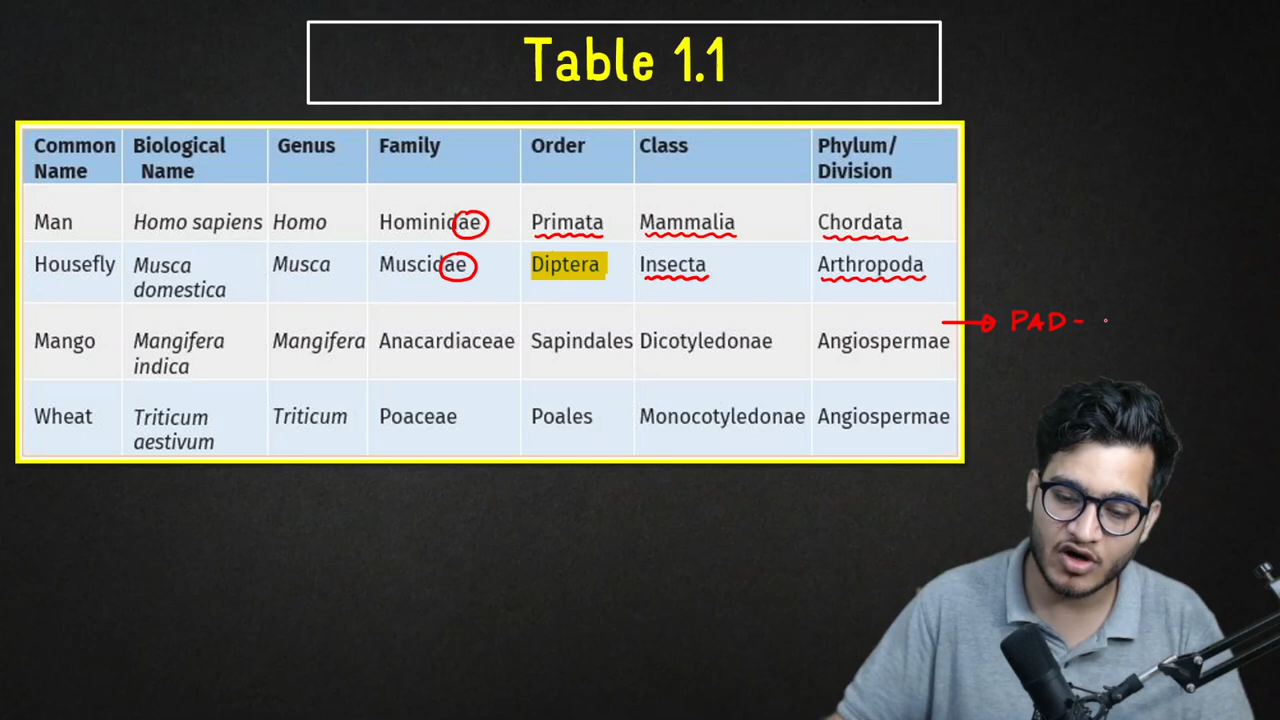 Table 1.1
Common Name Biological Name Genus Family Order Class Phylum/ Division
Man Homo sapiens Homo Hominidae Primata Mammalia Chordata
Housefly Musca domestica Musca Muscidae Diptera Insecta Arthropoda
→ PAD -
Mango Mangifera indica Mangifera Anacardiaceae Sapindales Dicotyledonae Angiospermae
Wheat Triticum aestivum Triticum Poaceae Poales Monocotyledonae Angiospermae